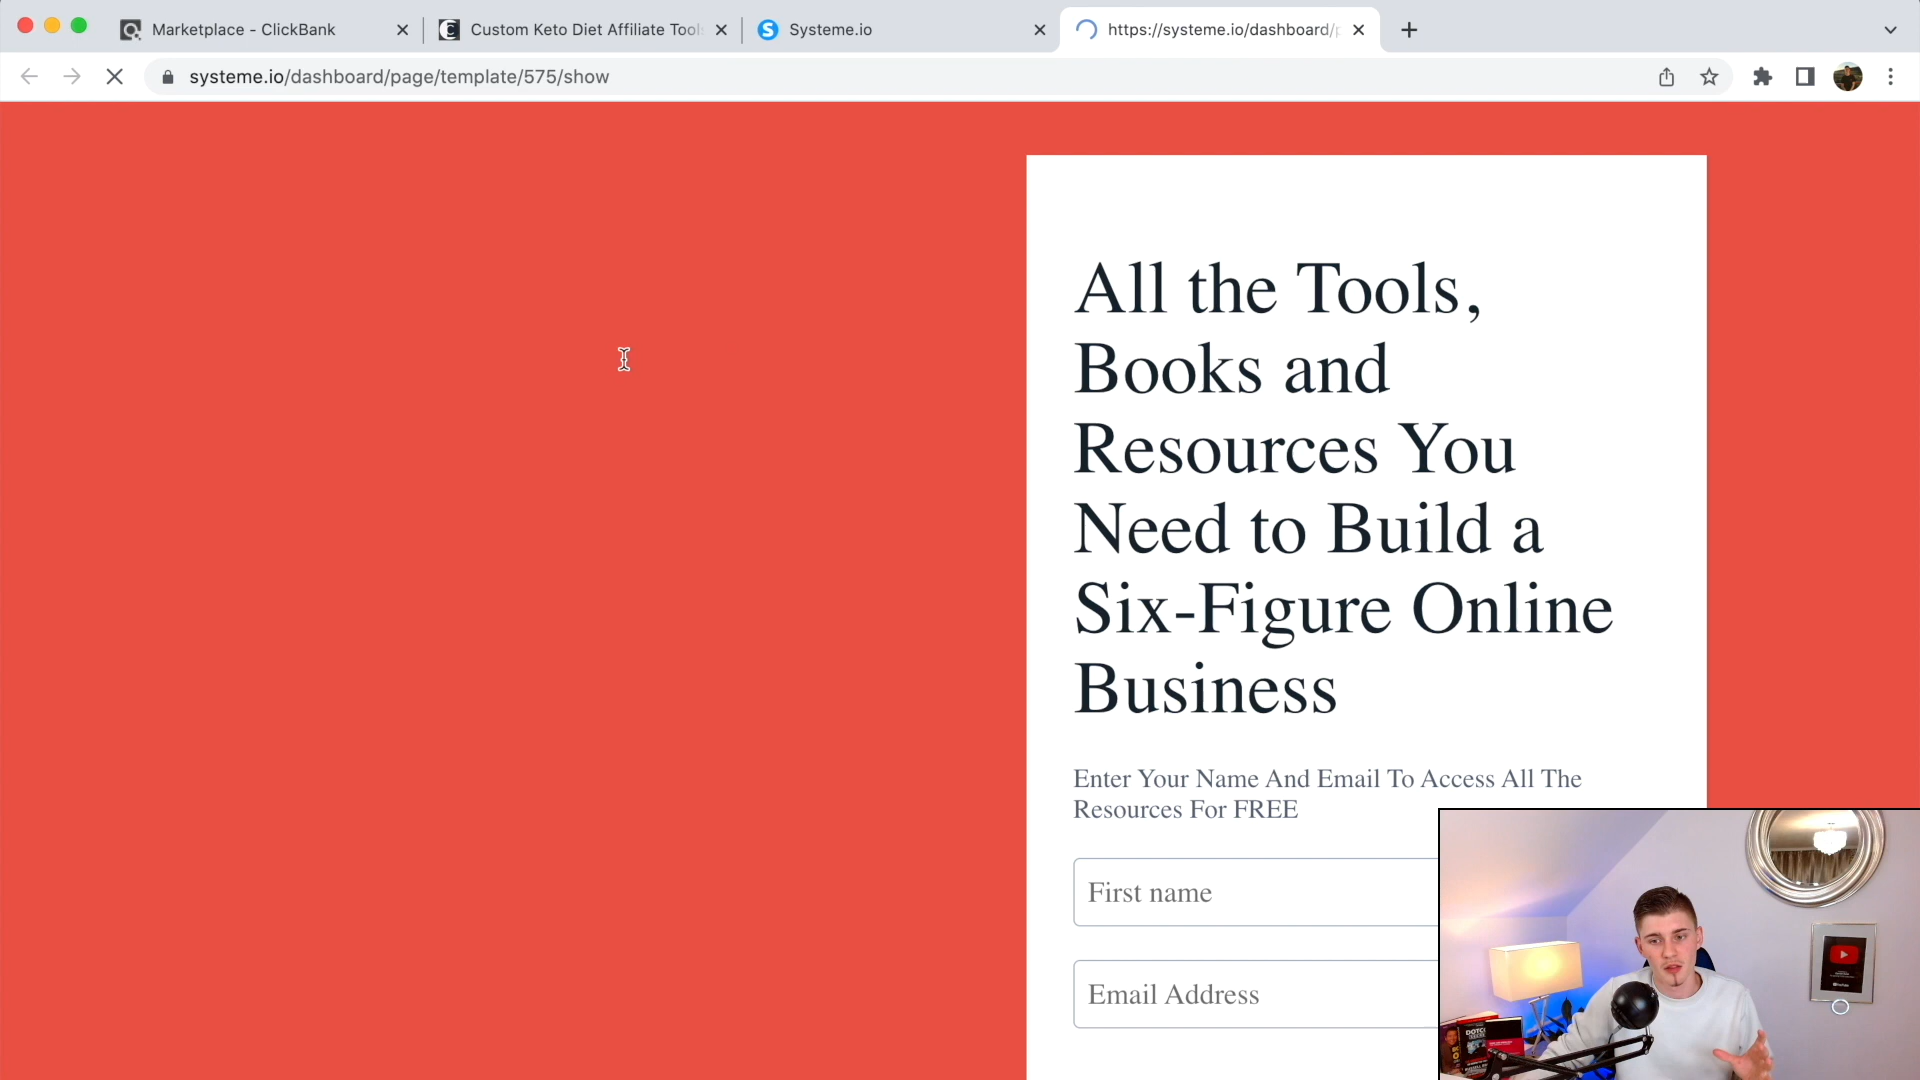 Marketplace - ClickBank
Custom Keto Diet Affiliate Tool
Systeme.io
https://systeme.io/dashboard/p
systeme.io/dashboard/page/template/575/show
All the Tools,
Books and
Resources You
Need to Build a
Six-Figure Online
Business
Enter Your Name And Email To Access All The
Resources For FREE
First name
Email Address
DOTC